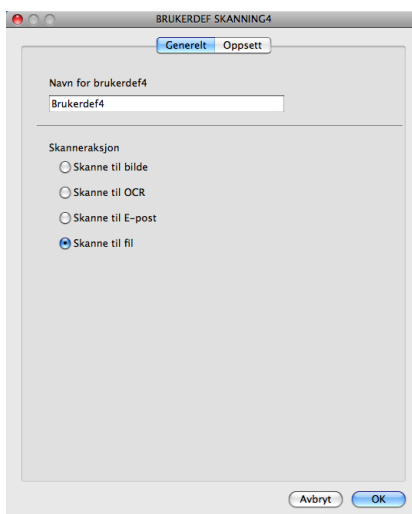 BRUKERDEF SKANNING4
Generelt Oppsett
Navn for brukerdef4
Brukerdef4
Skanneraksjon
Skanne til bilde
Skanne til OCR
Skanne til E-post
Skanne til fil
Avbryt OK